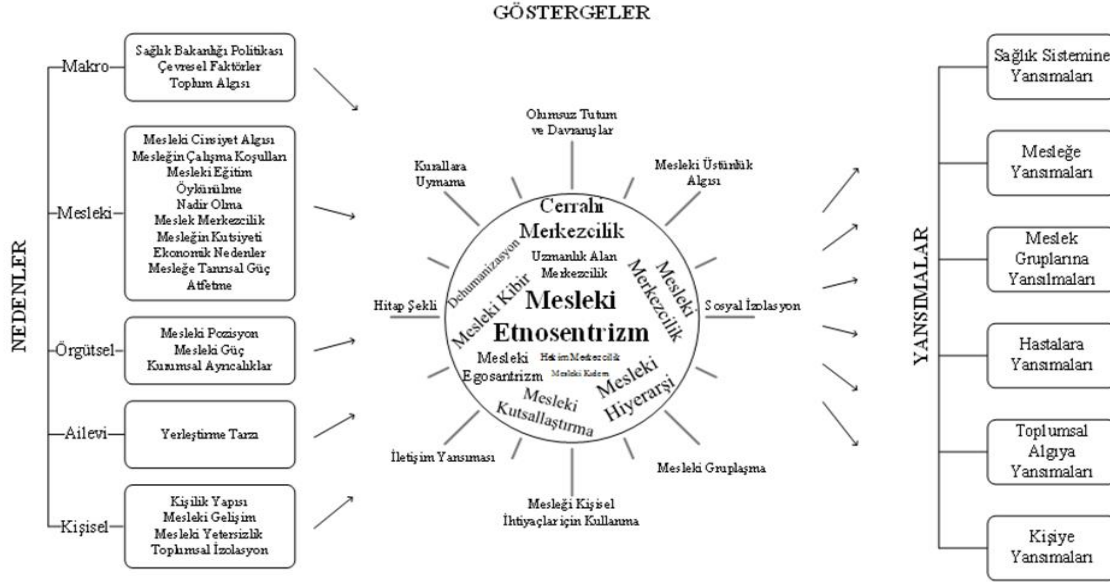 GÖSTERGELER
NEDENLER
Makro
Sağlık Bakanlığı Politikası
Çevresel Faktörler
Toplum Algısı
Mesleki
Mesleki Cinsiyet Algısı
Mesleğin Çalışma Koşulları
Mesleki Eğitim
Öykünülme
Nadir Olma
Meslek Merkezcilik
Mesleğin Kutsiyeti
Ekonomik Nedenler
Mesleğe Tanrısal Güç
Atfetme
Örgütsel
Mesleki Pozisyon
Mesleki Güç
Kurumsal Ayrıcalıklar
Ailevi
Yerleştirme Tarzı
Kişisel
Kişilik Yapısı
Mesleki Gelişim
Mesleki Yetersizlik
Toplumsal İzolasyon
Olumsuz Tutum
ve Davranışlar
Kurallara
Uymama
Mesleki Üstünlük
Algısı
Hitap Şekli
Sosyal İzolasyon
İletişim Yansıması
Mesleki Gruplaşma
Mesleği Kişisel
İhtiyaçlar için Kullanma
Cerrahi
Merkezcilik
Uzmanlık Alan
Merkezcilik
Dehumanizasyon
Mesleki Kibir
Mesleki
Merkezcilik
Mesleki
Etnosentrizm
Mesleki
Egosantrizm
Hekim Merkezcilik
Mesleki Kıdem
Mesleki
Hiyerarşi
Mesleki
Kutsallaştırma
YANSIMALAR
Sağlık Sistemine
Yansımaları
Mesleğe
Yansımaları
Meslek
Gruplarına
Yansılmaları
Hastalara
Yansımaları
Toplumsal
Algıya
Yansımaları
Kişiye
Yansımaları